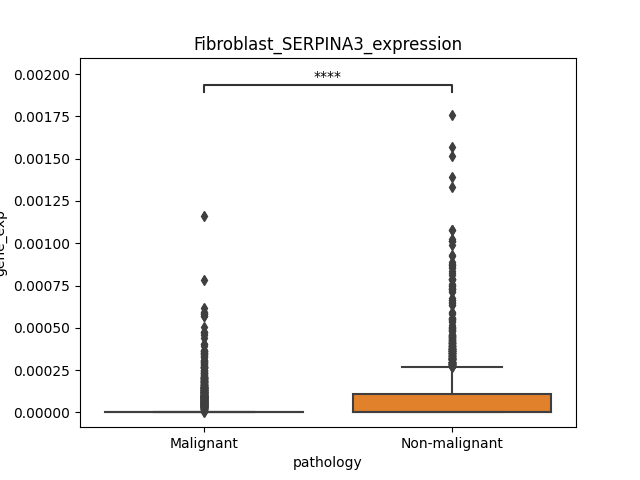 Fibroblast_SERPINA3_expression
****
0.00200
0.00175
0.00150
0.00125
0.00100
0.00075
0.00050
0.00025
0.00000
gene_exp
Malignant Non-malignant
pathology